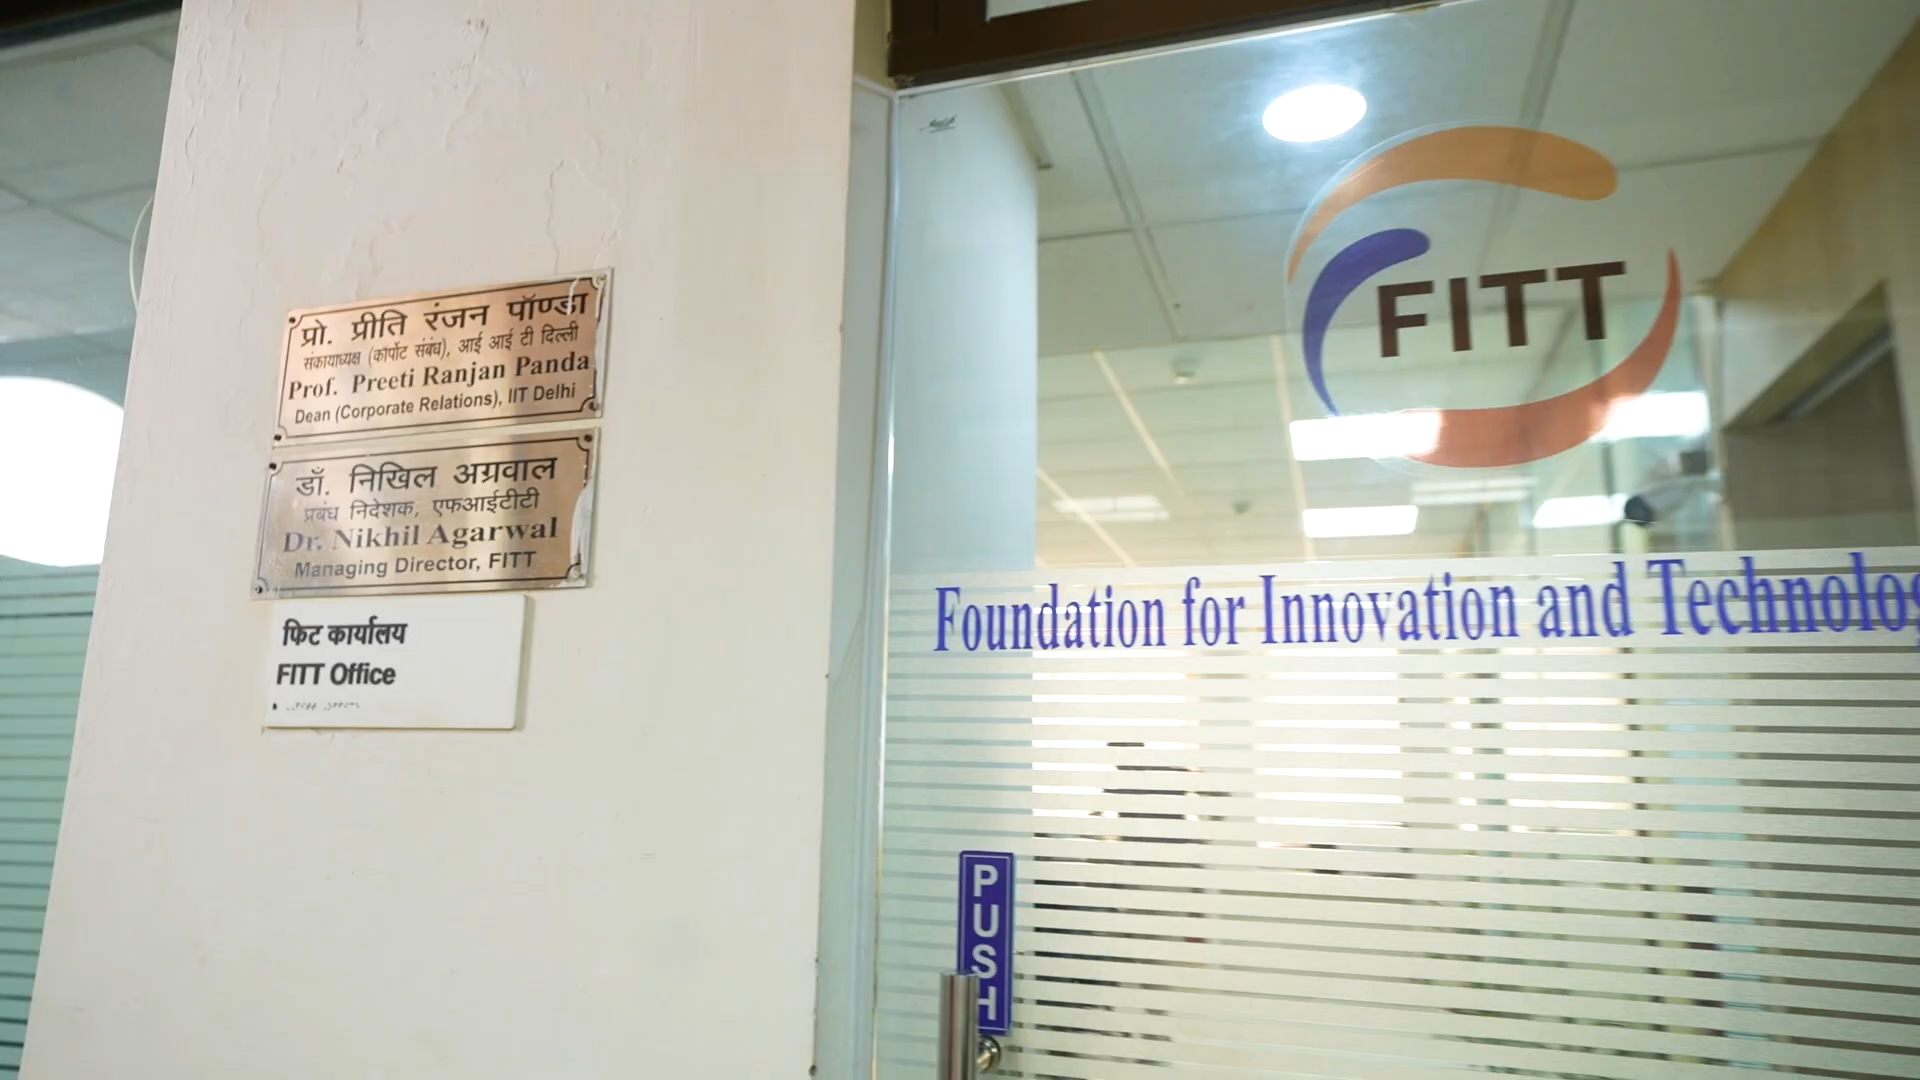 प्रो. प्रीति रंजन पॉण्डा
संकायाध्यक्ष (कॉर्पोट संबंध), आई आई टी दिल्ली
Prof. Preeti Ranjan Panda
Dean (Corporate Relations), IIT Delhi
डॉ. निखिल अग्रवाल
प्रबंध निदेशक, एफआईटीटी
Dr. Nikhil Agarwal
Managing Director, FITT
फिट कार्यालय
FITT Office
FITT
Foundation for Innovation and Technolog
PUSH